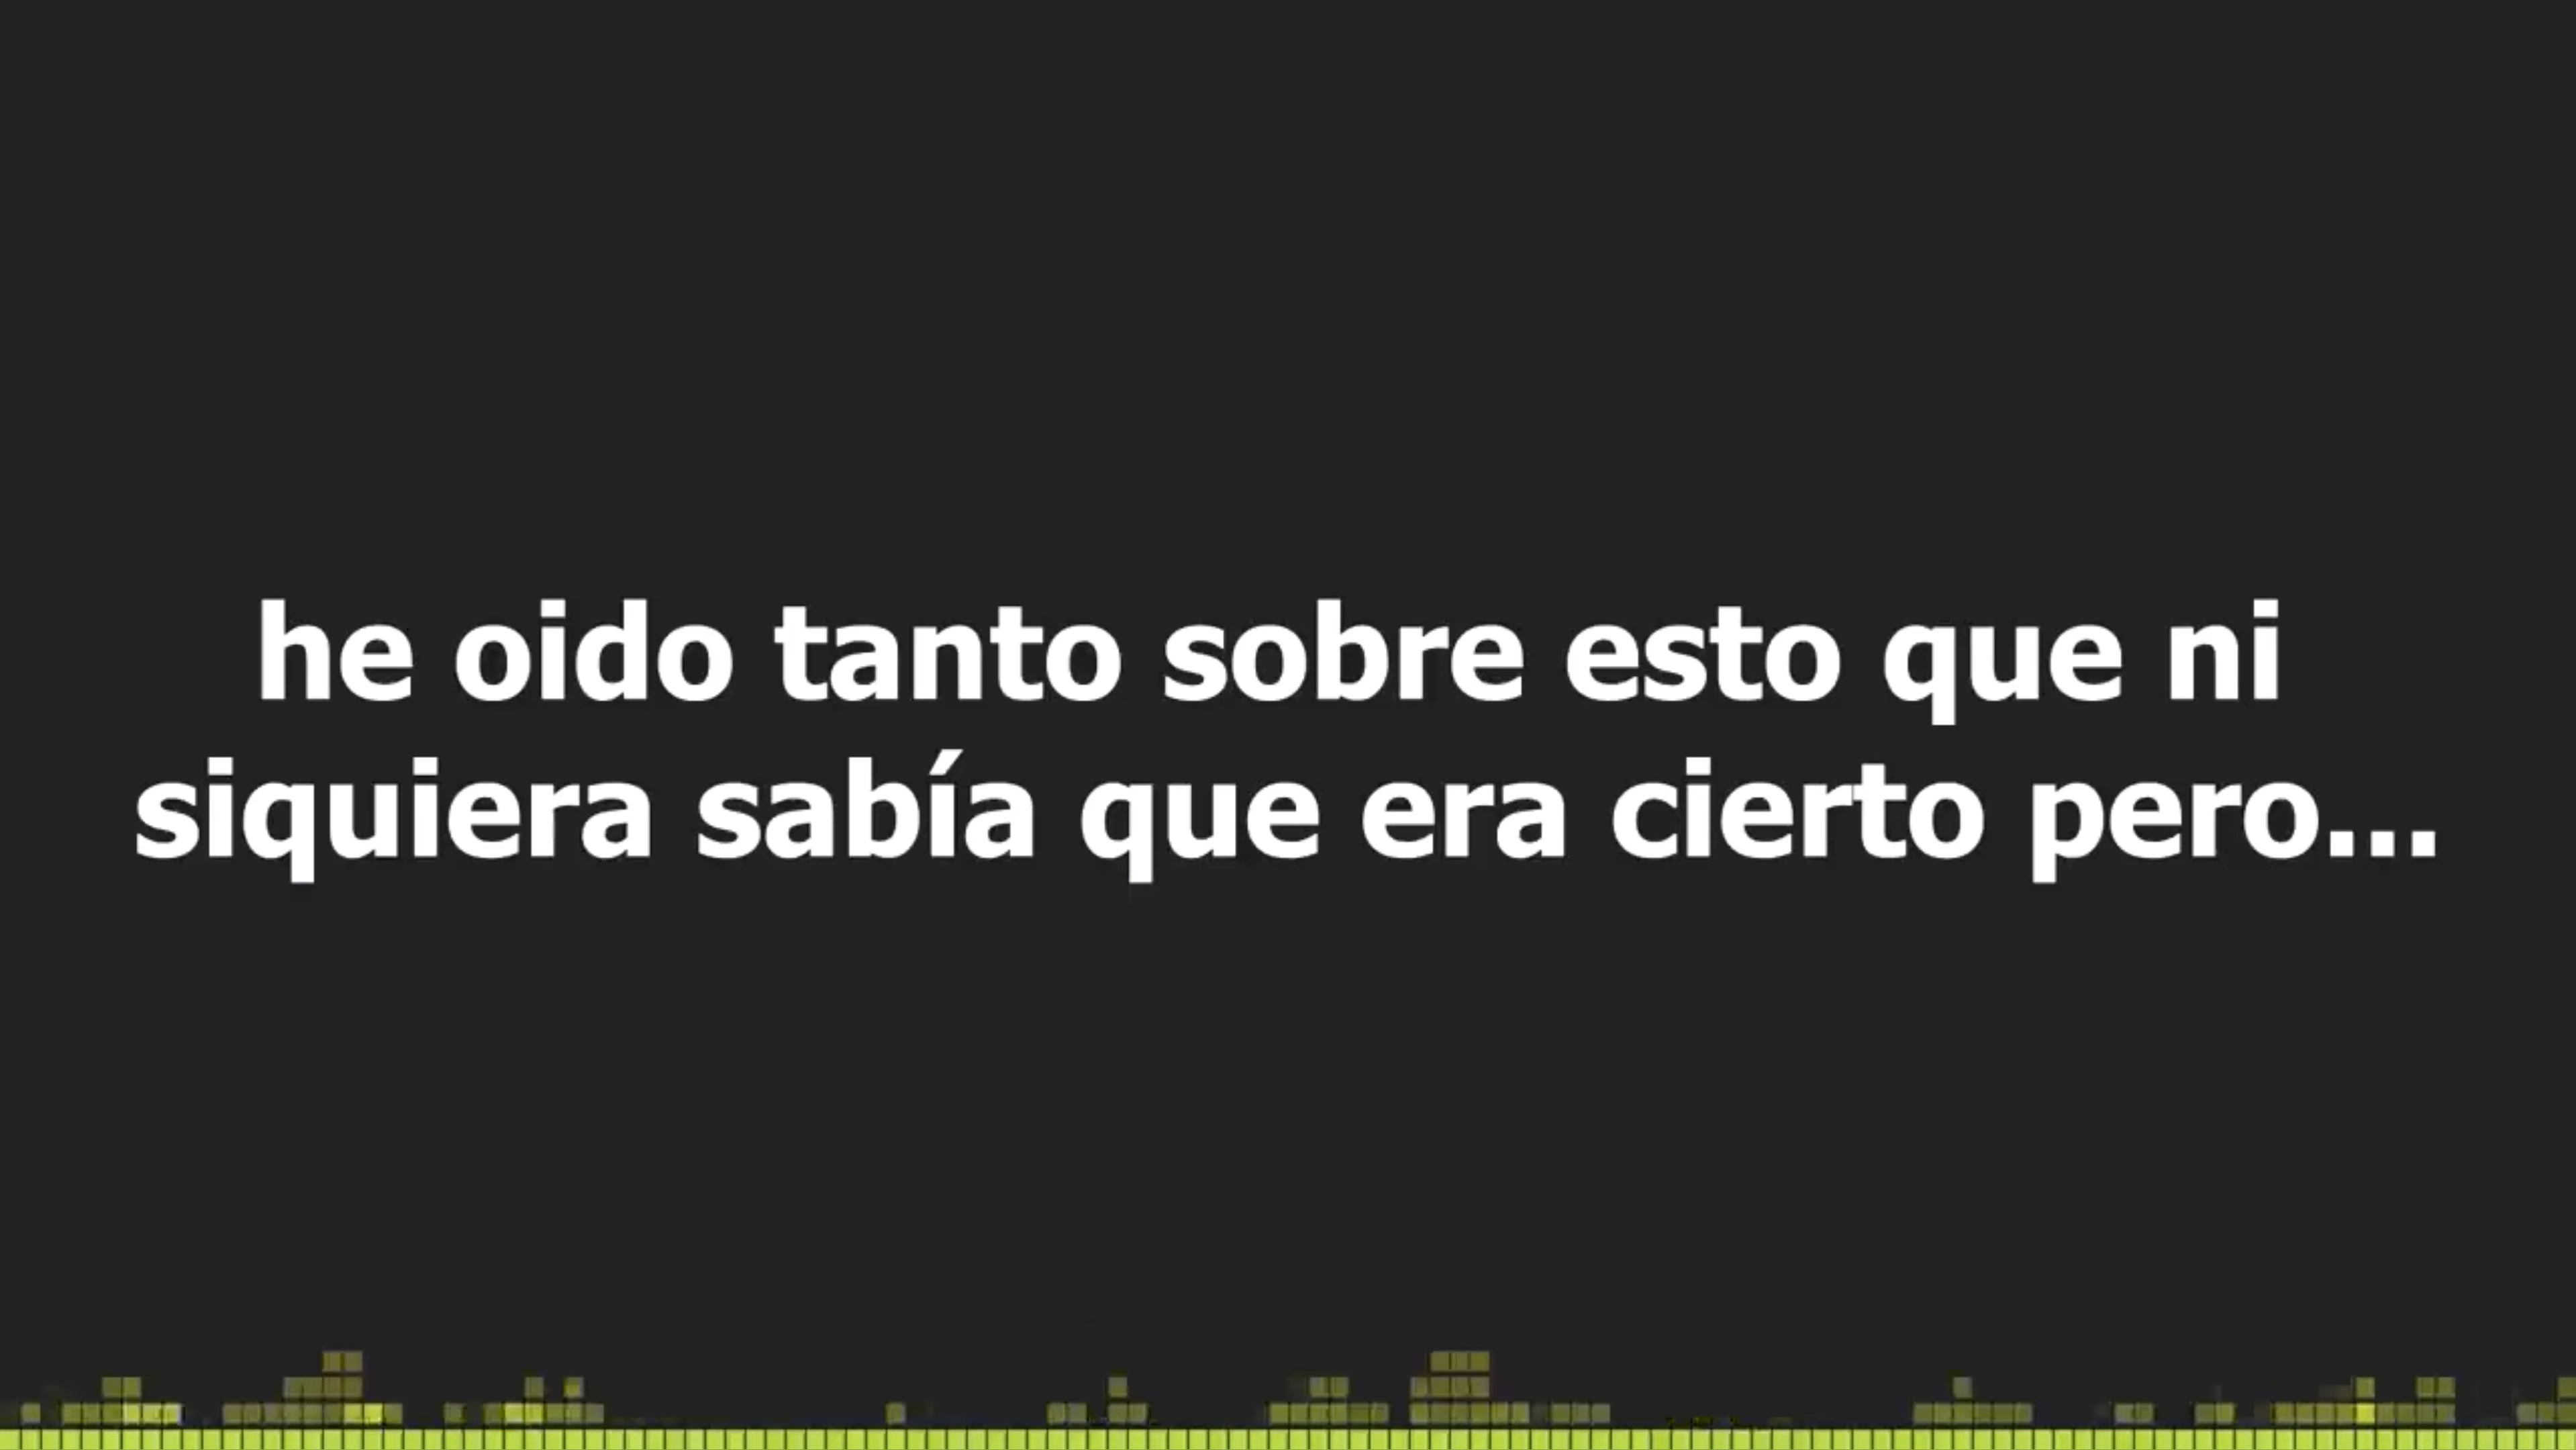 he oido tanto sobre esto que ni
siquiera sabía que era cierto pero...